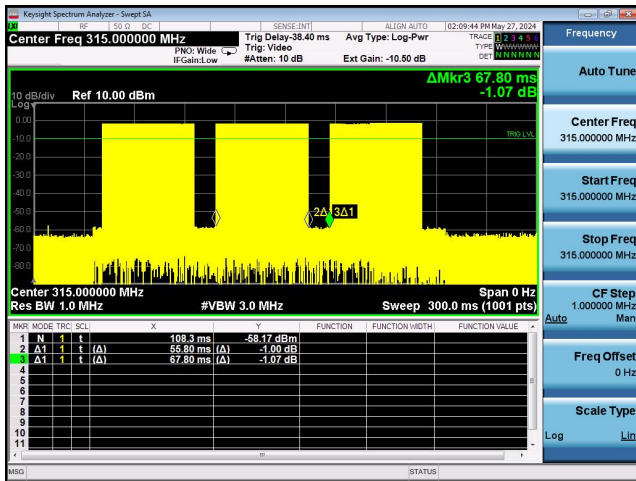 Keysight Spectrum Analyzer - Swept SA
RF 50 Ω DC SENSE:INT ALIGN AUTO 02:09:44 PM May 27, 2024
Center Freq 315.000000 MHz
PNO: Wide
IFGain:Low
Trig Delay-38.40 ms
Trig: Video
#Atten: 10 dB
Avg Type: Log-Pwr
Ext Gain: -10.50 dB
TRACE 1 2 3 4 5 6
TYPE WWWWWW
DET N N N N N N
ΔMkr3 67.80 ms
-1.07 dB
10 dB/div Ref 10.00 dBm
Log
0.00
-10.0
TRIG LVL
-20.0
-30.0
-40.0
-50.0
2Δ1 3Δ1
-60.0
-70.0
-80.0
Center 315.000000 MHz Span 0 Hz
Res BW 1.0 MHz #VBW 3.0 MHz Sweep 300.0 ms (1001 pts)
MKR MODE TRC SCL X Y FUNCTION FUNCTION WIDTH FUNCTION VALUE
1 N 1 t 108.3 ms -58.17 dBm
2 Δ1 1 t (Δ) 55.80 ms (Δ) -1.00 dB
3 Δ1 1 t (Δ) 67.80 ms (Δ) -1.07 dB
4
5
6
7
8
9
10
11
MSG STATUS
Frequency
Auto Tune
Center Freq
315.000000 MHz
Start Freq
315.000000 MHz
Stop Freq
315.000000 MHz
CF Step
1.000000 MHz
Auto Man
Freq Offset
0 Hz
Scale Type
Log Lin